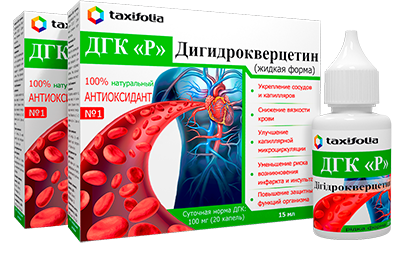 taxifolia
ДГК «Р»
100% натуральный
АНТИОКСИДАНТ
№1
taxifolia
ДГК «Р» Дигидрокверцетин
(жидкая форма)
100% натуральный
АНТИОКСИДАНТ
№1
• Укрепление сосудов
и капилляров
• Снижение вязкости
крови
• Улучшение
капиллярной
микроциркуляции
• Уменьшение риска
возникновения
инфаркта и инсульта
• Повышение защитных
функций организма
Суточная норма ДГК:
100 мг (20 капель)
15 мл
taxifolia
ДГК «Р»
Дігідрокверцетин